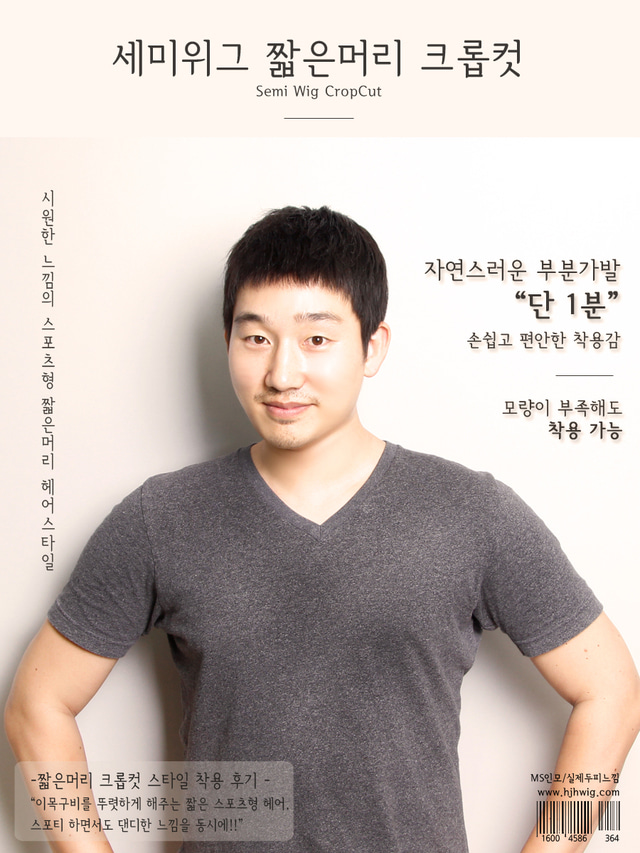 세미위그 짧은머리 크롭컷
Semi Wig CropCut
시원한 느낌의 스포츠형 짧은머리 헤어스타일
자연스러운 부분가발
“단 1분”
손쉽고 편안한 착용감
모량이 부족해도
착용 가능
-짧은머리 크롭컷 스타일 착용 후기 -
“이목구비를 뚜렷하게 해주는 짧은 스포츠형 헤어,
스포티 하면서도 댄디한 느낌을 동시에!!”
MS인모/실제두피느낌
www.hjhwig.com
1600 4586 364